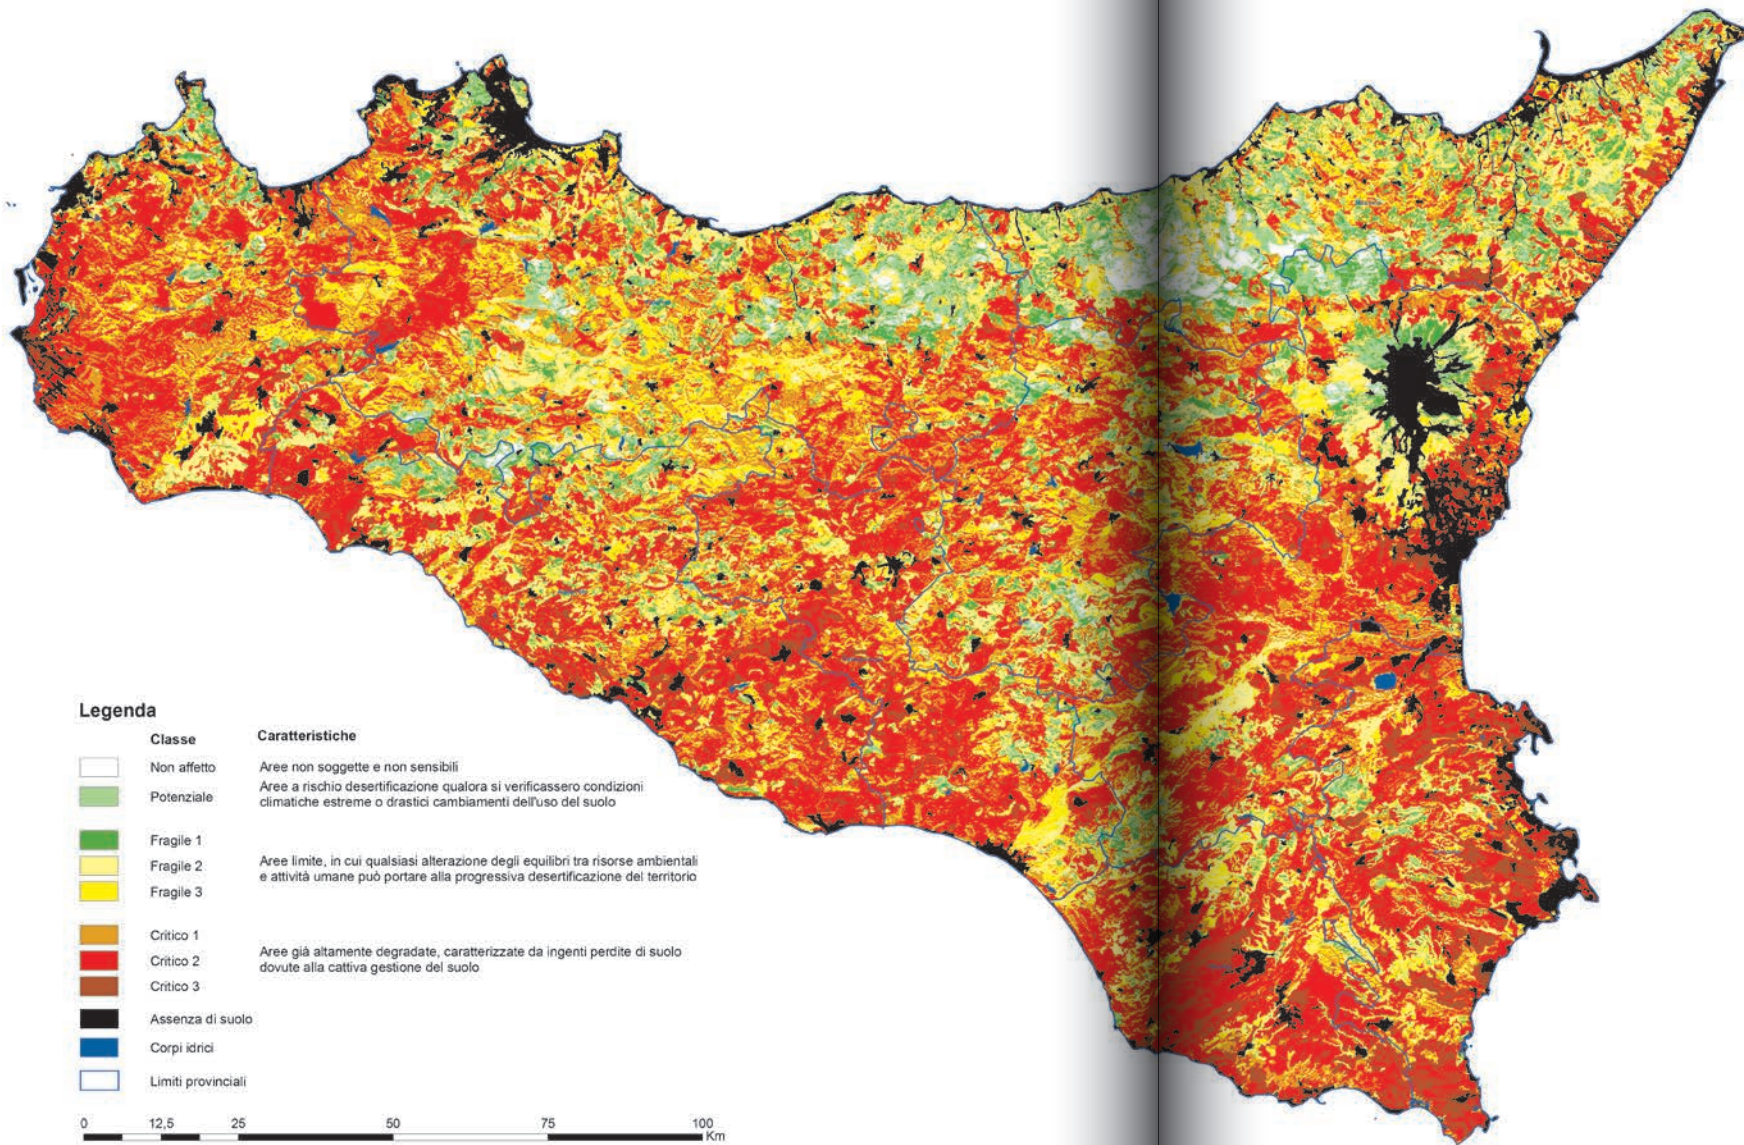 Legenda
Classe Caratteristiche
Non affetto Aree non soggette e non sensibili
Potenziale Aree a rischio desertificazione qualora si verificassero condizioni
climatiche estreme o drastici cambiamenti dell'uso del suolo
Fragile 1
Fragile 2 Aree limite, in cui qualsiasi alterazione degli equilibri tra risorse ambientali
e attività umane può portare alla progressiva desertificazione del territorio
Fragile 3
Critico 1
Critico 2 Aree già altamente degradate, caratterizzate da ingenti perdite di suolo
dovute alla cattiva gestione del suolo
Critico 3
Assenza di suolo
Corpi idrici
Limiti provinciali
0 12,5 25 50 75 100
Km